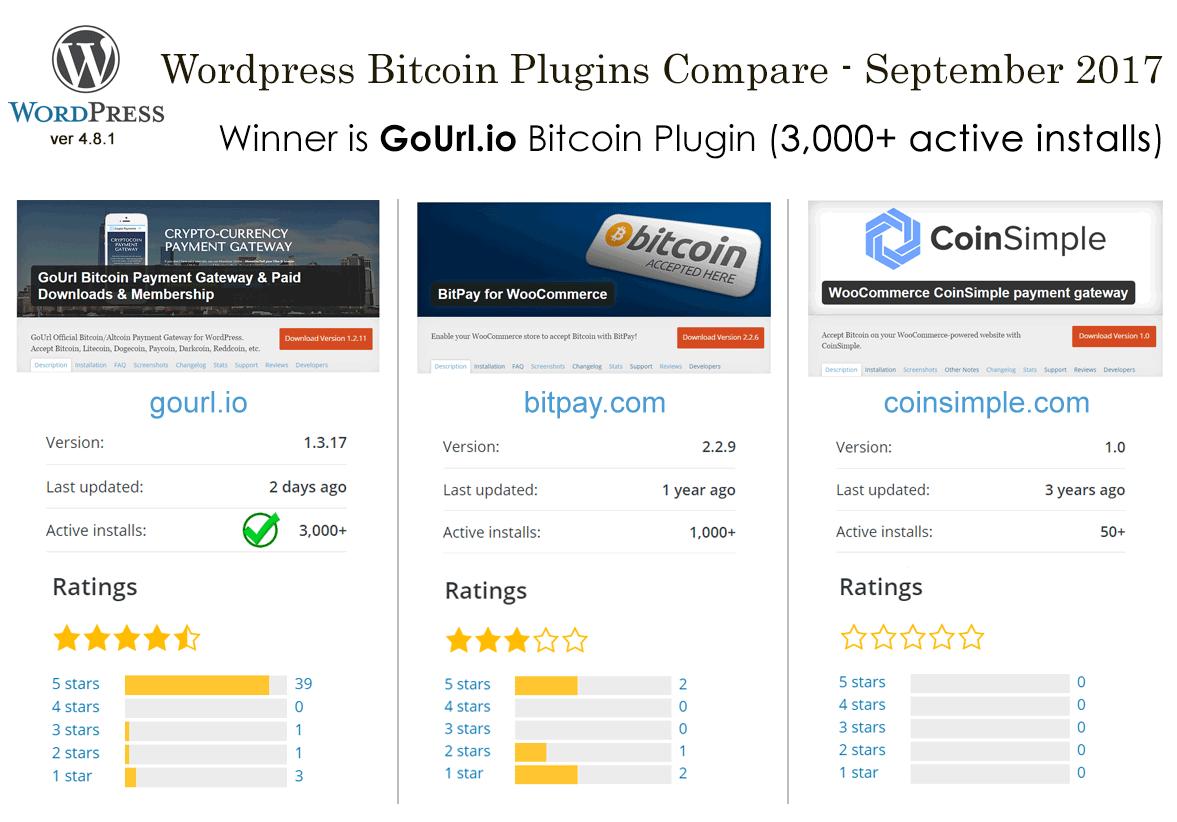 W
WORDPRESS
ver 4.8.1
Wordpress Bitcoin Plugins Compare - September 2017
Winner is GoUrl.io Bitcoin Plugin (3,000+ active installs)
CRYPTOCOIN
PAYMENT
GATEWAY
CRYPTO-CURRENCY
PAYMENT GATEWAY
GoUrl Bitcoin Payment Gateway & Paid
Downloads & Membership
GoUrl Official Bitcoin/Altcoin Payment Gateway for WordPress.
Accept Bitcoin, Litecoin, Dogecoin, Paycoin, Darkcoin, Reddcoin, etc.
Download Version 1.2.11
Description Installation FAQ Screenshots Changelog Stats Support Reviews Developers
gourl.io
Version: 1.3.17
Last updated: 2 days ago
Active installs: 3,000+
Ratings
5 stars 39
4 stars 0
3 stars 1
2 stars 1
1 star 3
bitcoin
ACCEPTED HERE
BitPay for WooCommerce
Enable your WooCommerce store to accept Bitcoin with BitPay!
Download Version 2.2.6
Description Installation FAQ Screenshots Changelog Stats Support Reviews Developers
bitpay.com
Version: 2.2.9
Last updated: 1 year ago
Active installs: 1,000+
Ratings
5 stars 2
4 stars 0
3 stars 0
2 stars 1
1 star 2
CoinSimple
WooCommerce CoinSimple payment gateway
Accept Bitcoin on your WooCommerce-powered website with
CoinSimple.
Download Version 1.0
Description Installation Screenshots Other Notes Changelog Stats Support Reviews Developers
coinsimple.com
Version: 1.0
Last updated: 3 years ago
Active installs: 50+
Ratings
5 stars 0
4 stars 0
3 stars 0
2 stars 0
1 star 0